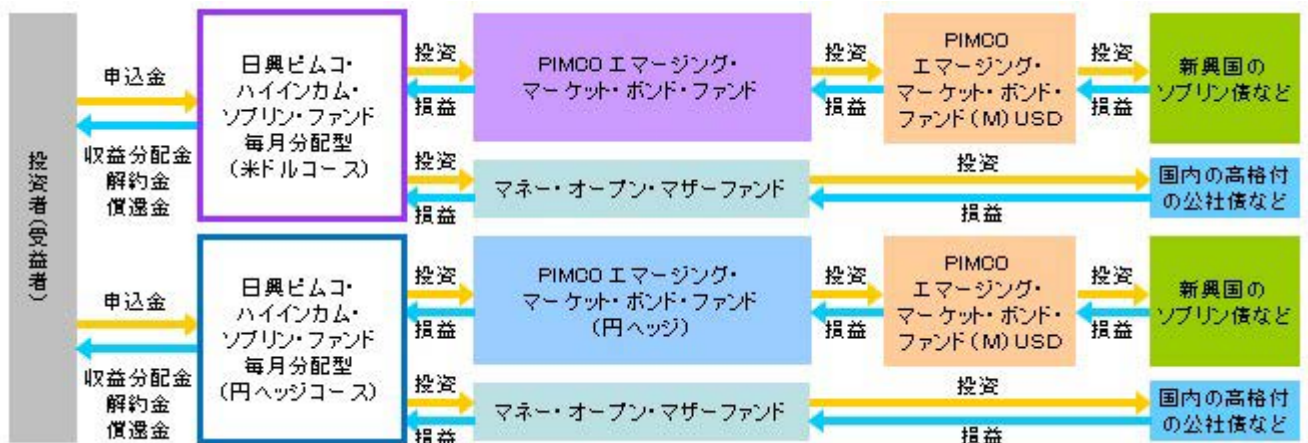 投資者(受益者)
申込金
収益分配金
解約金
償還金
日興ピムコ・
ハイインカム・
ソブリン・ファンド
毎月分配型
(米ドルコース)
投資
損益
PIMCO エマージング・
マーケット・ボンド・ファンド
投資
損益
PIMCO
エマージング・
マーケット・ボンド・
ファンド(M)USD
投資
損益
新興国の
ソブリン債など
投資
損益
マネー・オープン・マザーファンド
投資
損益
国内の高格付
の公社債など
申込金
収益分配金
解約金
償還金
日興ピムコ・
ハイインカム・
ソブリン・ファンド
毎月分配型
(円ヘッジコース)
投資
損益
PIMCO エマージング・
マーケット・ボンド・ファンド
(円ヘッジ)
投資
損益
PIMCO
エマージング・
マーケット・ボンド・
ファンド(M)USD
投資
損益
新興国の
ソブリン債など
投資
損益
マネー・オープン・マザーファンド
投資
損益
国内の高格付
の公社債など